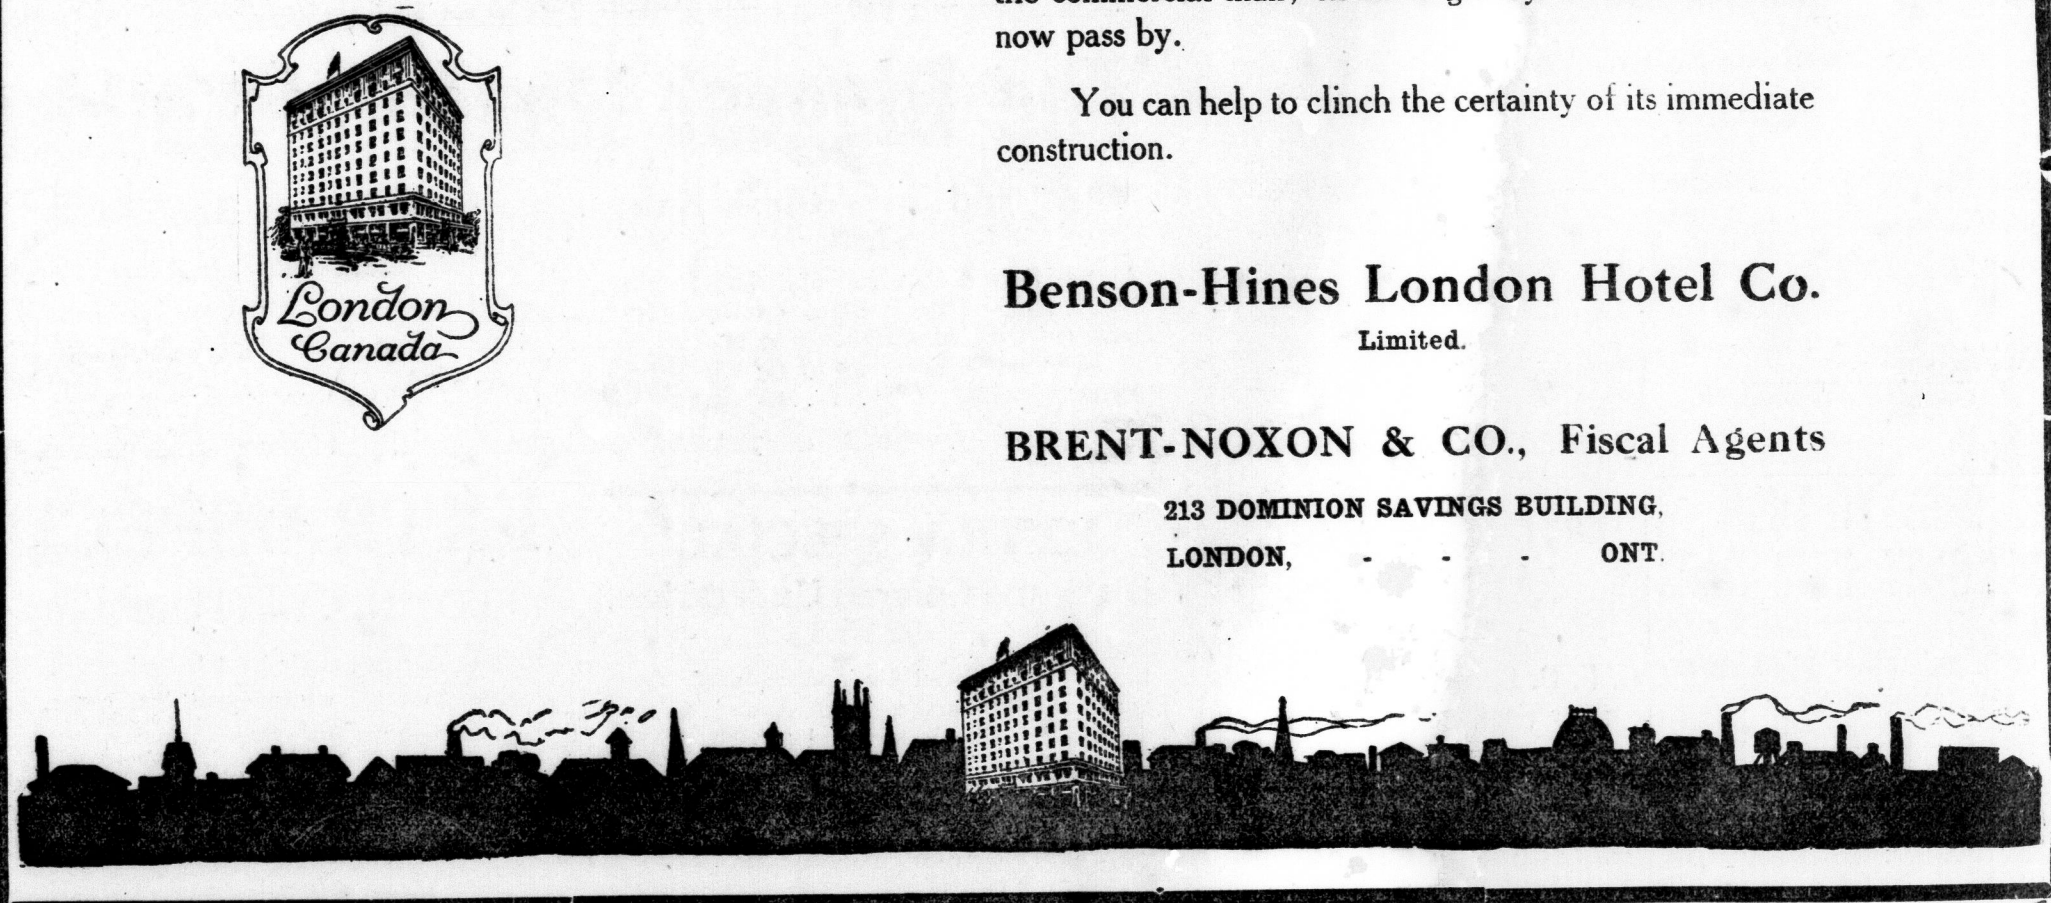 London
Canada
now pass by.
You can help to clinch the certainty of its immediate
construction.
Benson-Hines London Hotel Co.
Limited.
BRENT-NOXON & CO., Fiscal Agents
213 DOMINION SAVINGS BUILDING,
LONDON, - - - ONT.